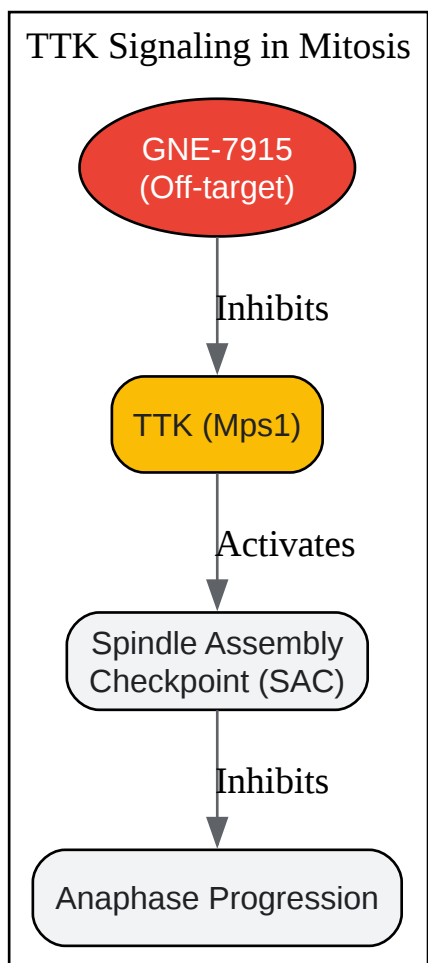 TTK Signaling in Mitosis
GNE-7915
(Off-target)
Inhibits
TTK (Mps1)
Activates
Spindle Assembly
Checkpoint (SAC)
Inhibits
Anaphase Progression